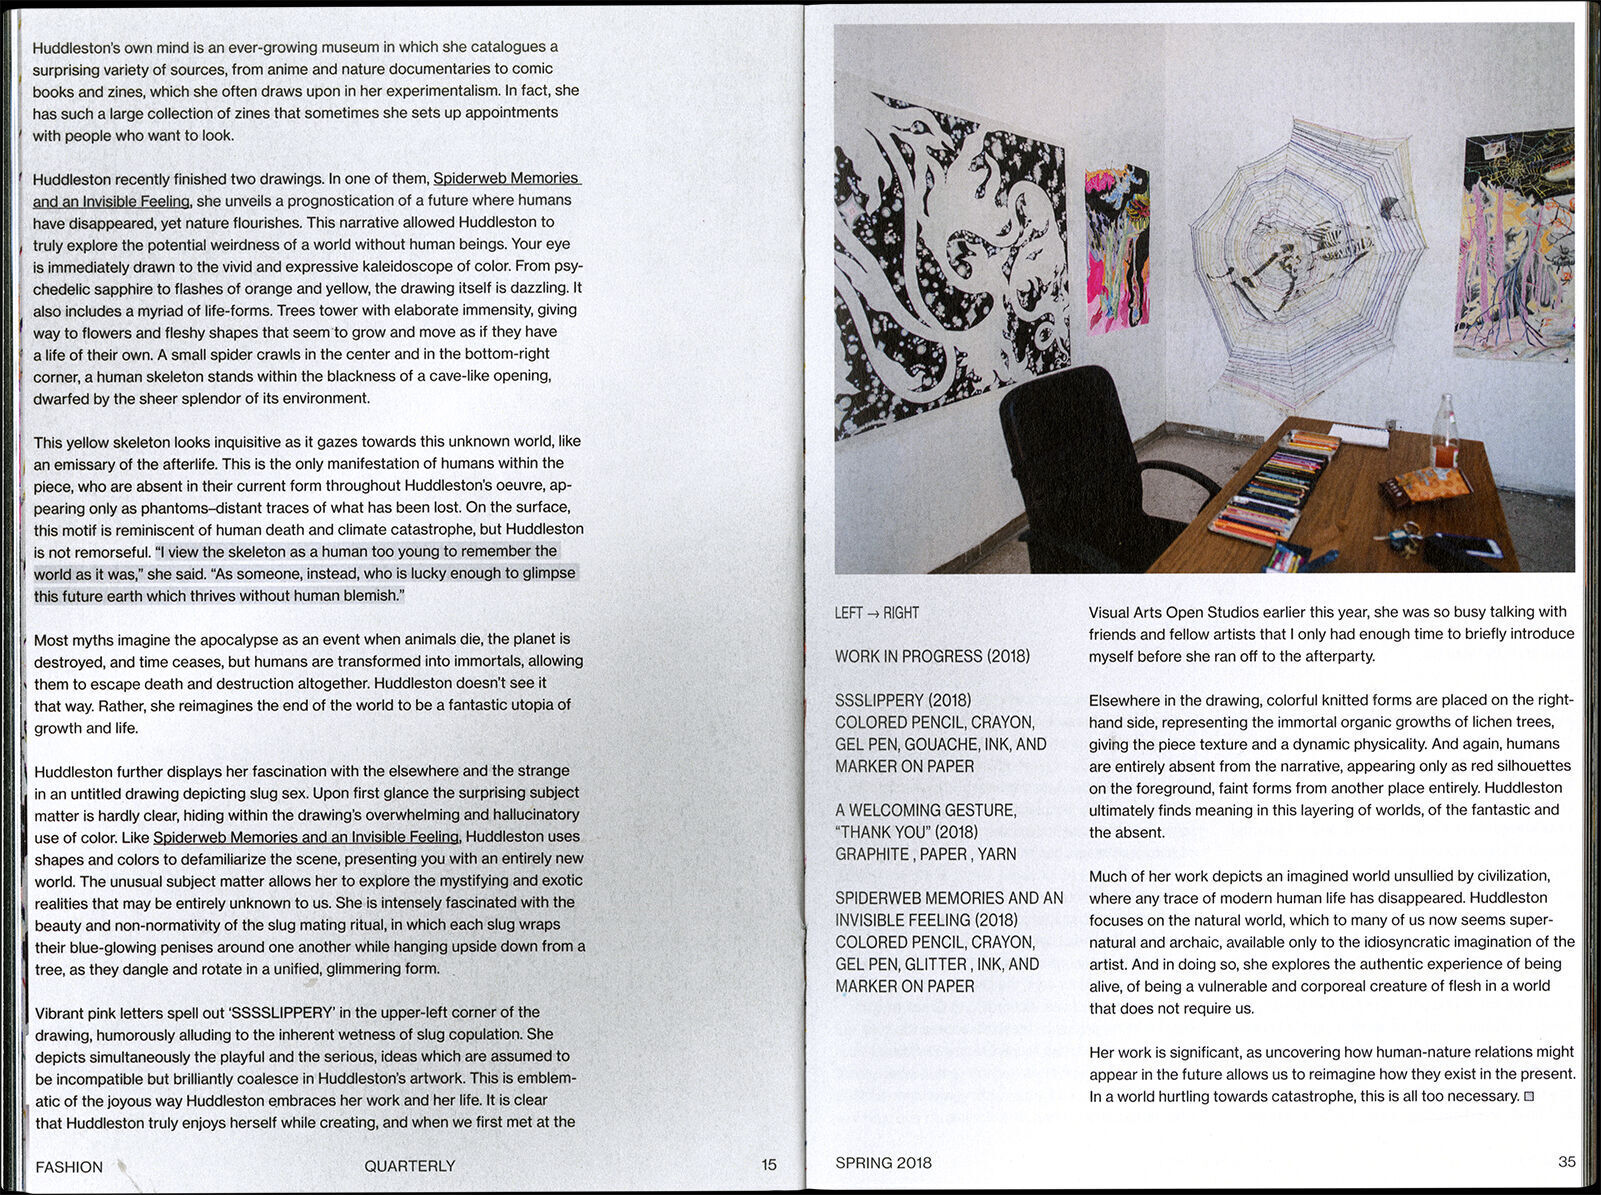 Huddleston's own mind is an ever-growing museum in which she catalogues a
surprising variety of sources, from anime and nature documentaries to comic
books and zines, which she often draws upon in her experimentalism. In fact, she
has such a large collection of zines that sometimes she sets up appointments
with people who want to look.
Huddleston recently finished two drawings. In one of them, Spiderweb Memories
and an Invisible Feeling, she unveils a prognostication of a future where humans
have disappeared, yet nature flourishes. This narrative allowed Huddleston to
truly explore the potential weirdness of a world without human beings. Your eye
is immediately drawn to the vivid and expressive kaleidoscope of color. From psy-
chedelic sapphire to flashes of orange and yellow, the drawing itself is dazzling. It
also includes a myriad of life-forms. Trees tower with elaborate immensity, giving
way to flowers and fleshy shapes that seem to grow and move as if they have
a life of their own. A small spider crawls in the center and in the bottom-right
corner, a human skeleton stands within the blackness of a cave-like opening,
dwarfed by the sheer splendor of its environment.
This yellow skeleton looks inquisitive as it gazes towards this unknown world, like
an emissary of the afterlife. This is the only manifestation of humans within the
piece, who are absent in their current form throughout Huddleston's oeuvre, ap-
pearing only as phantoms–distant traces of what has been lost. On the surface,
this motif is reminiscent of human death and climate catastrophe, but Huddleston
is not remorseful. “I view the skeleton as a human too young to remember the
world as it was,” she said. “As someone, instead, who is lucky enough to glimpse
this future earth which thrives without human blemish.”
Most myths imagine the apocalypse as an event when animals die, the planet is
destroyed, and time ceases, but humans are transformed into immortals, allowing
them to escape death and destruction altogether. Huddleston doesn't see it
that way. Rather, she reimagines the end of the world to be a fantastic utopia of
growth and life.
Huddleston further displays her fascination with the elsewhere and the strange
in an untitled drawing depicting slug sex. Upon first glance the surprising subject
matter is hardly clear, hiding within the drawing's overwhelming and hallucinatory
use of color. Like Spiderweb Memories and an Invisible Feeling, Huddleston uses
shapes and colors to defamiliarize the scene, presenting you with an entirely new
world. The unusual subject matter allows her to explore the mystifying and exotic
realities that may be entirely unknown to us. She is intensely fascinated with the
beauty and non-normativity of the slug mating ritual, in which each slug wraps
their blue-glowing penises around one another while hanging upside down from a
tree, as they dangle and rotate in a unified, glimmering form.
Vibrant pink letters spell out ‘SSSSLIPPERY’ in the upper-left corner of the
drawing, humorously alluding to the inherent wetness of slug copulation. She
depicts simultaneously the playful and the serious, ideas which are assumed to
be incompatible but brilliantly coalesce in Huddleston's artwork. This is emblem-
atic of the joyous way Huddleston embraces her work and her life. It is clear
that Huddleston truly enjoys herself while creating, and when we first met at the
FASHION QUARTERLY 15
LEFT → RIGHT
WORK IN PROGRESS (2018)
SSSLIPPERY (2018)
COLORED PENCIL, CRAYON,
GEL PEN, GOUACHE, INK, AND
MARKER ON PAPER
A WELCOMING GESTURE,
“THANK YOU” (2018)
GRAPHITE , PAPER , YARN
SPIDERWEB MEMORIES AND AN
INVISIBLE FEELING (2018)
COLORED PENCIL, CRAYON,
GEL PEN, GLITTER , INK, AND
MARKER ON PAPER
Visual Arts Open Studios earlier this year, she was so busy talking with
friends and fellow artists that I only had enough time to briefly introduce
myself before she ran off to the afterparty.
Elsewhere in the drawing, colorful knitted forms are placed on the right-
hand side, representing the immortal organic growths of lichen trees,
giving the piece texture and a dynamic physicality. And again, humans
are entirely absent from the narrative, appearing only as red silhouettes
on the foreground, faint forms from another place entirely. Huddleston
ultimately finds meaning in this layering of worlds, of the fantastic and
the absent.
Much of her work depicts an imagined world unsullied by civilization,
where any trace of modern human life has disappeared. Huddleston
focuses on the natural world, which to many of us now seems super-
natural and archaic, available only to the idiosyncratic imagination of the
artist. And in doing so, she explores the authentic experience of being
alive, of being a vulnerable and corporeal creature of flesh in a world
that does not require us.
Her work is significant, as uncovering how human-nature relations might
appear in the future allows us to reimagine how they exist in the present.
In a world hurtling towards catastrophe, this is all too necessary.
SPRING 2018 35